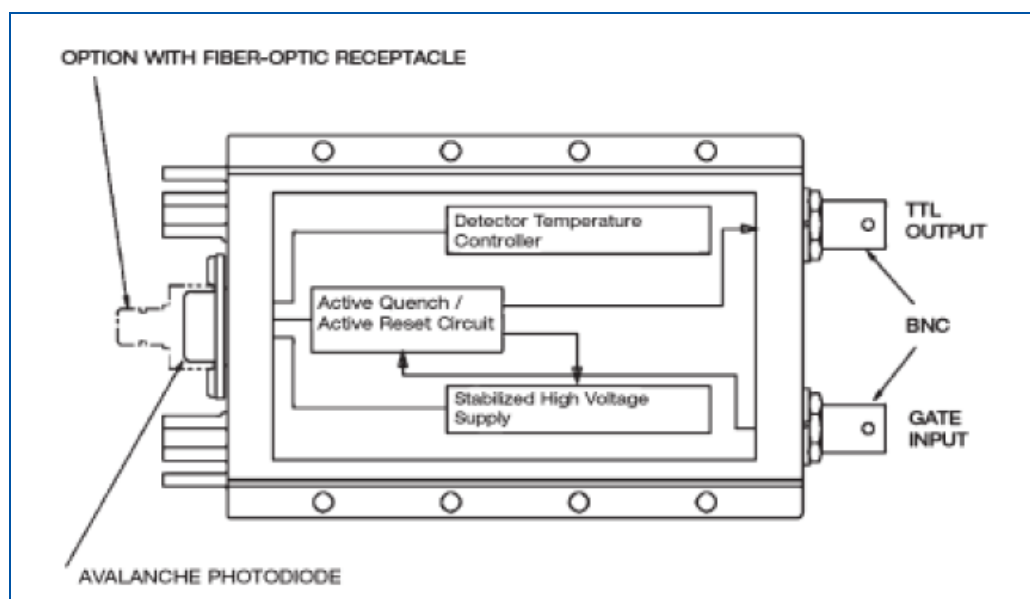 OPTION WITH FIBER-OPTIC RECEPTACLE
Detector Temperature
Controller
TTL
OUTPUT
Active Quench /
Active Reset Circuit
BNC
Stabilized High Voltage
Supply
GATE
INPUT
AVALANCHE PHOTODIODE